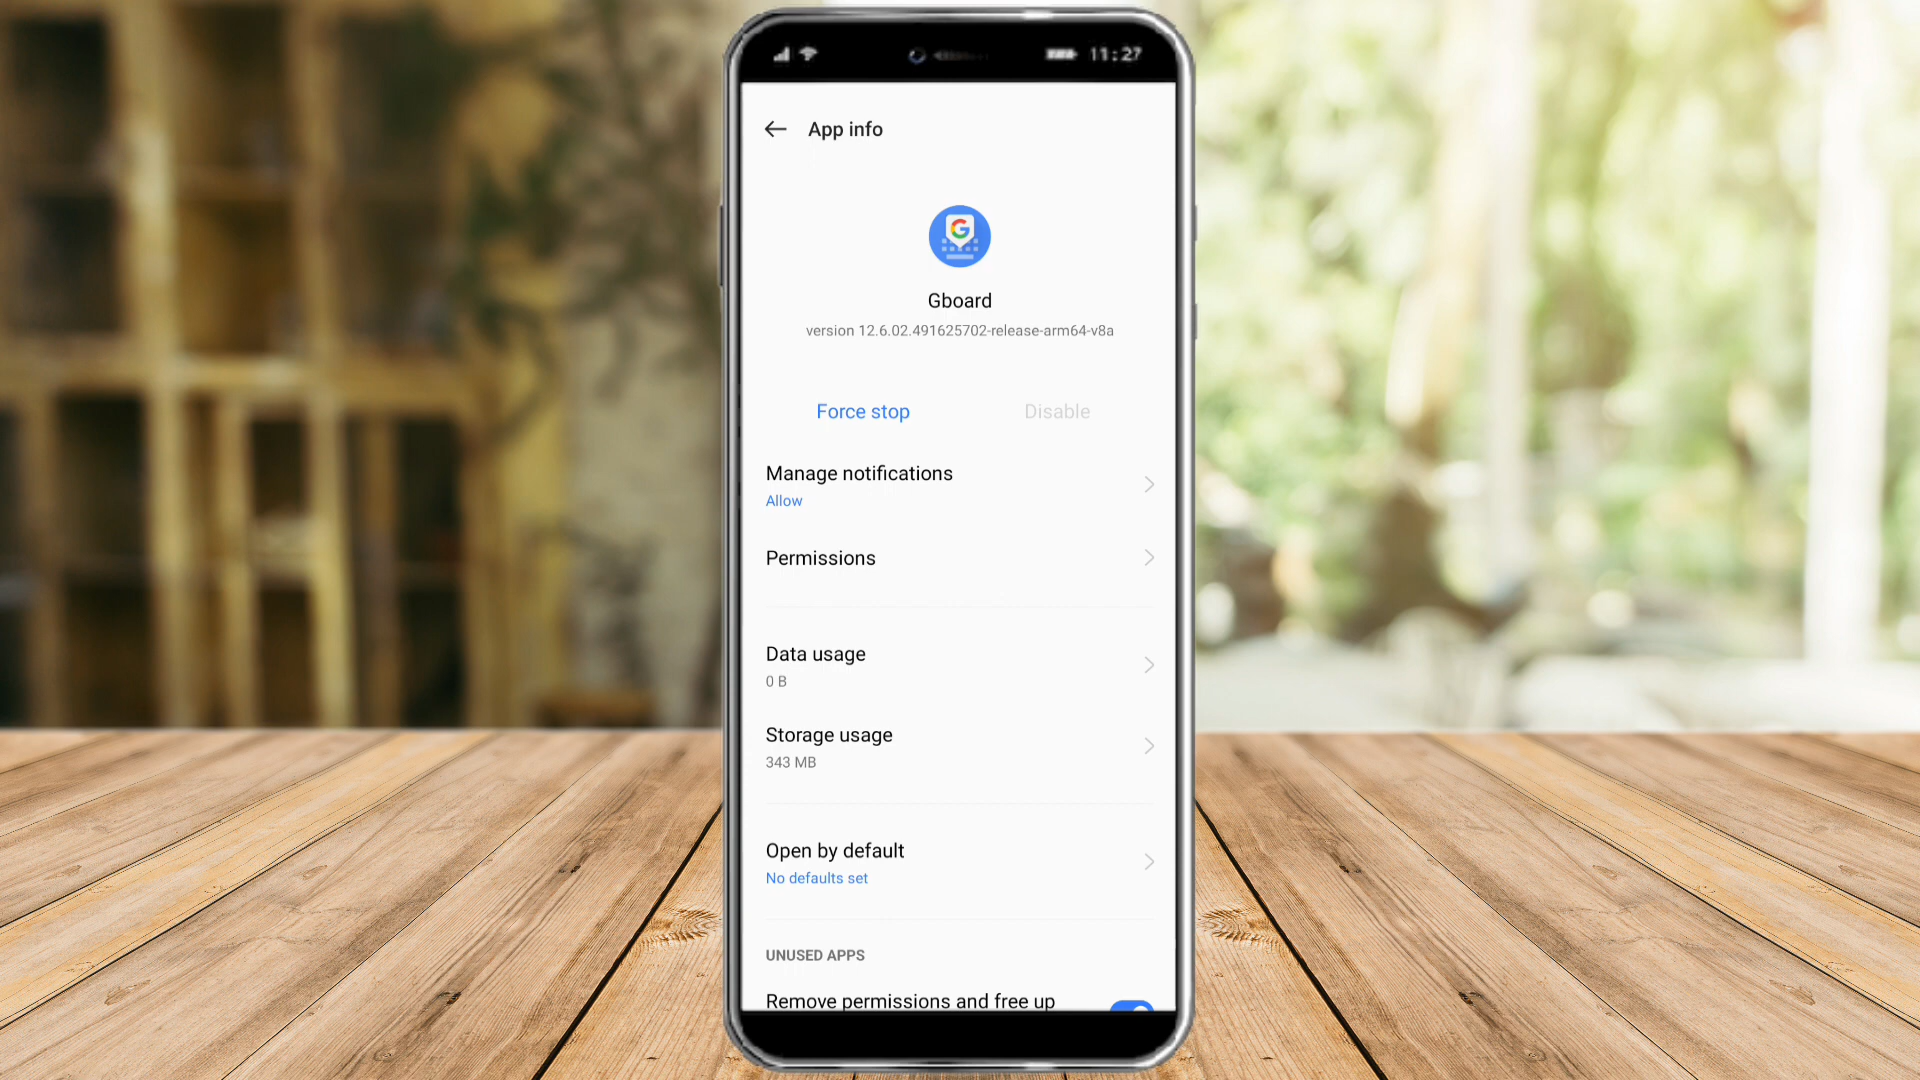 11:27
App info
Gboard
version 12.6.02.491625702-release-arm64-v8a
Force stop
Disable
Manage notifications
Allow
Permissions
Data usage
0 B
Storage usage
343 MB
Open by default
No defaults set
UNUSED APPS
Remove permissions and free up